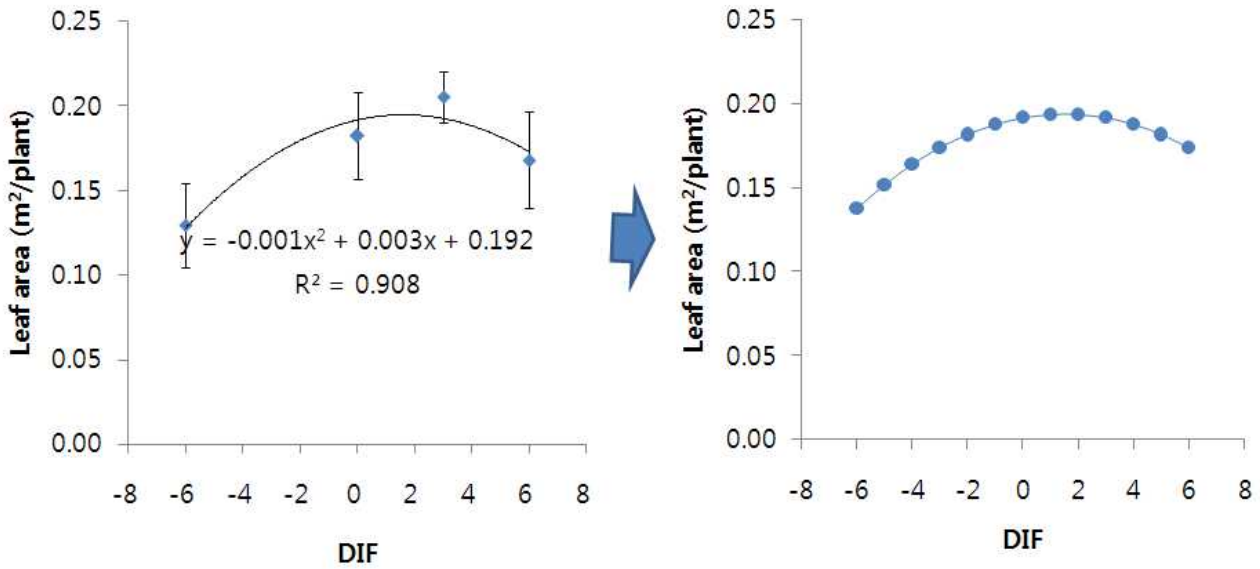 Leaf area (m²/plant)
0.25
0.20
0.15
0.10
0.05
0.00
y = -0.001x² + 0.003x + 0.192
R² = 0.908
-8 -6 -4 -2 0 2 4 6 8
DIF
Leaf area (m²/plant)
0.25
0.20
0.15
0.10
0.05
0.00
-8 -6 -4 -2 0 2 4 6 8
DIF